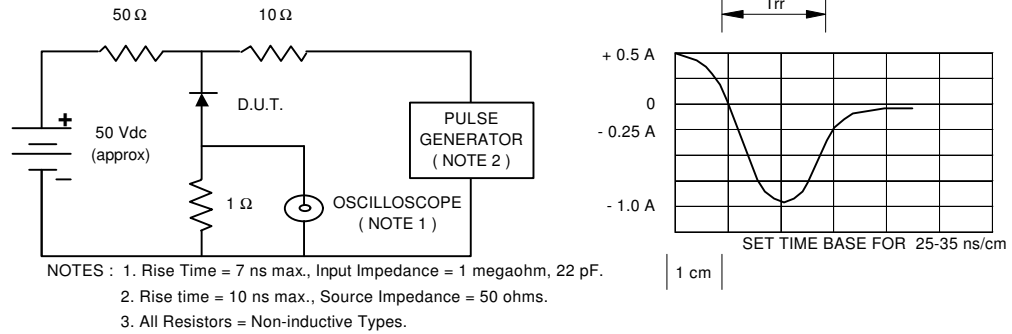 50 Ω
10 Ω
Trr
+ 0.5 A
D.U.T.
+
50 Vdc
(approx)
PULSE
GENERATOR
( NOTE 2 )
0
- 0.25 A
1 Ω
OSCILLOSCOPE
( NOTE 1 )
- 1.0 A
SET TIME BASE FOR 25-35 ns/cm
1 cm
NOTES : 1. Rise Time = 7 ns max., Input Impedance = 1 megaohm, 22 pF.
2. Rise time = 10 ns max., Source Impedance = 50 ohms.
3. All Resistors = Non-inductive Types.